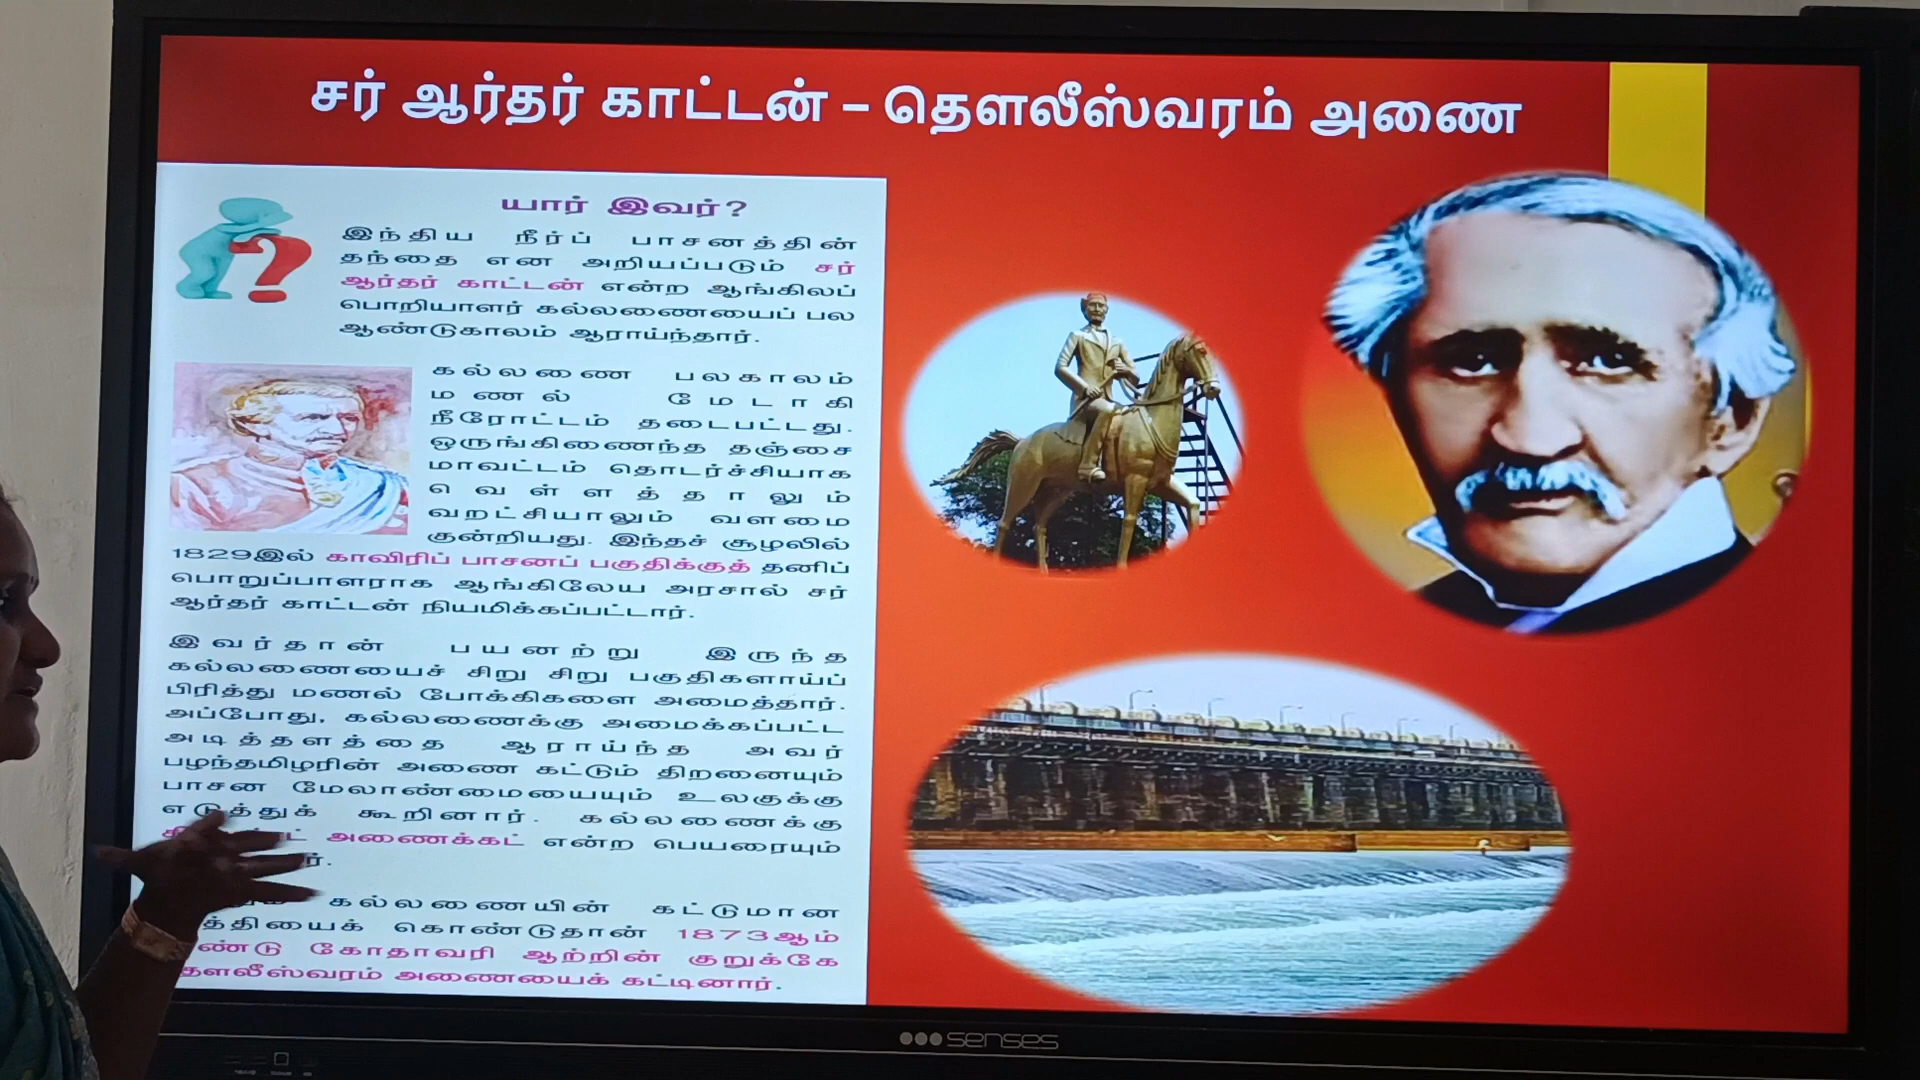 சர் ஆர்தர் காட்டன் – தௌலீஸ்வரம் அணை
யார் இவர்?
இந்திய நீர்ப் பாசனத்தின்
தந்தை என அறியப்படும் சர்
ஆர்தர் காட்டன் என்ற ஆங்கிலப்
பொறியாளர் கல்லணையைப் பல
ஆண்டுகாலம் ஆராய்ந்தார்.
கல்லணை பலகாலம்
மணல் மேடாகி
நீரோட்டம் தடைபட்டது.
ஒருங்கிணைந்த தஞ்சை
மாவட்டம் தொடர்ச்சியாக
வெள்ளத்தாலும்
வறட்சியாலும் வளமை
குன்றியது. இந்தச் சூழலில்
1829இல் காவிரிப் பாசனப் பகுதிக்குத் தனிப்
பொறுப்பாளராக ஆங்கிலேய அரசால் சர்
ஆர்தர் காட்டன் நியமிக்கப்பட்டார்.
இவர்தான் பயனற்று இருந்த
கல்லணையைச் சிறு சிறு பகுதிகளாய்ப்
பிரித்து மணல் போக்கிகளை அமைத்தார்.
அப்போது, கல்லணைக்கு அமைக்கப்பட்ட
அடித்தளத்தை ஆராய்ந்த அவர்
பழந்தமிழரின் அணை கட்டும் திறனையும்
பாசன மேலாண்மையையும் உலகுக்கு
எடுத்துக் கூறினார். கல்லணைக்கு
அணைக்கட் என்ற பெயரையும்
கல்லணையின் கட்டுமான
கொண்டுதான் 1873ஆம்
கோதாவரி ஆற்றின் குறுக்கே
தௌலீஸ்வரம் அணையைக் கட்டினார்.
senses